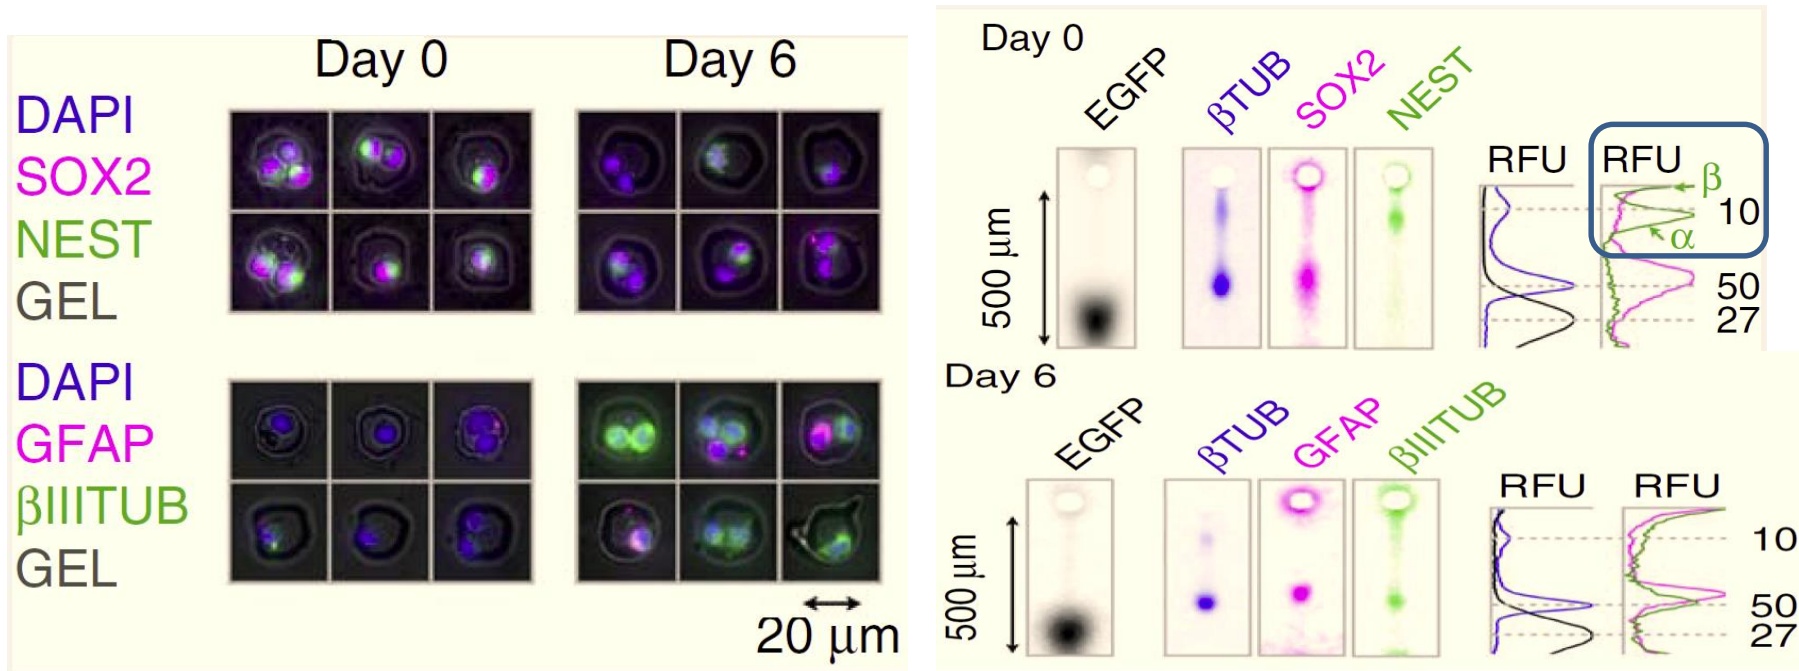 Day 0
Day 6
DAPI
SOX2
NEST
GEL
DAPI
GFAP
βIIITUB
GEL
20 μm
Day 0
EGFP
βTUB
SOX2
NEST
500 μm
RFU
RFU
β
10
α
50
27
Day 6
EGFP
βTUB
GFAP
βIIITUB
500 μm
RFU
RFU
10
50
27